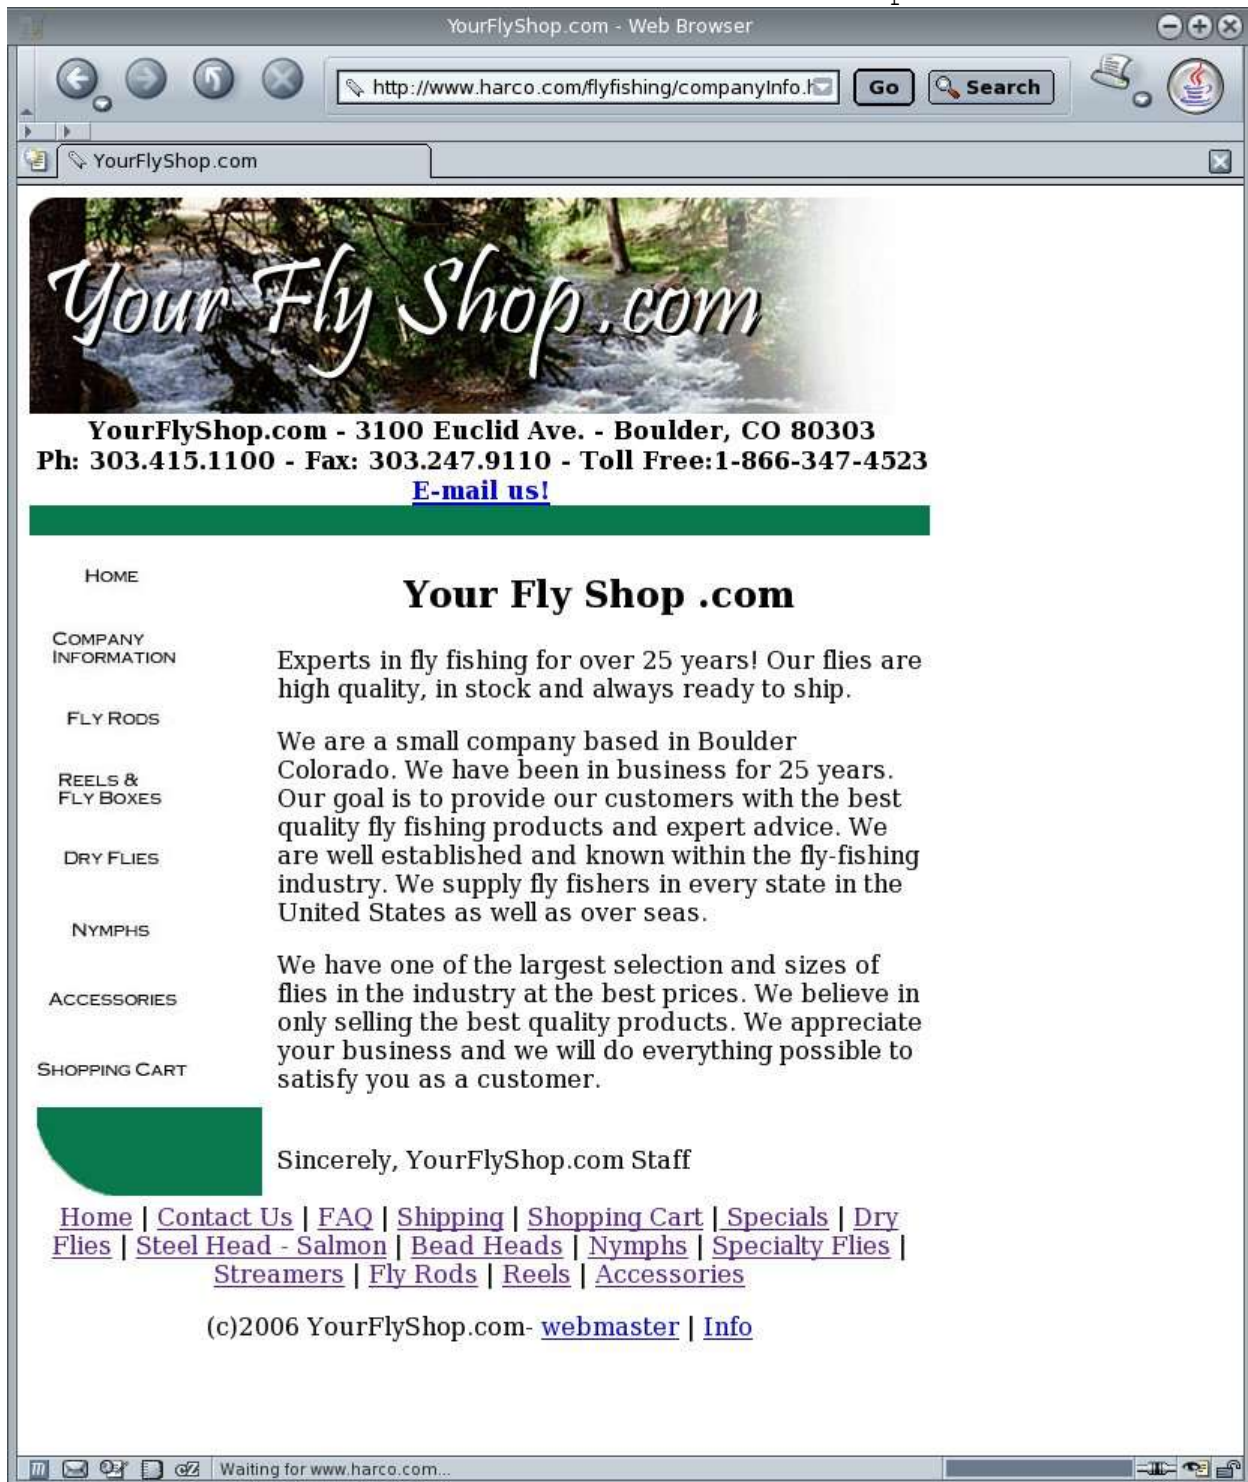 YourFlyShop.com - Web Browser
http://www.harco.com/flyfishing/companyInfo.h
Go
Search
YourFlyShop.com
Your Fly Shop .com
YourFlyShop.com - 3100 Euclid Ave. - Boulder, CO 80303
Ph: 303.415.1100 - Fax: 303.247.9110 - Toll Free:1-866-347-4523
E-mail us!
HOME
COMPANY
INFORMATION
FLY RODS
REELS &
FLY BOXES
DRY FLIES
NYMPHS
ACCESSORIES
SHOPPING CART
Your Fly Shop .com
Experts in fly fishing for over 25 years! Our flies are
high quality, in stock and always ready to ship.
We are a small company based in Boulder
Colorado. We have been in business for 25 years.
Our goal is to provide our customers with the best
quality fly fishing products and expert advice. We
are well established and known within the fly-fishing
industry. We supply fly fishers in every state in the
United States as well as over seas.
We have one of the largest selection and sizes of
flies in the industry at the best prices. We believe in
only selling the best quality products. We appreciate
your business and we will do everything possible to
satisfy you as a customer.
Sincerely, YourFlyShop.com Staff
Home | Contact Us | FAQ | Shipping | Shopping Cart | Specials | Dry
Flies | Steel Head - Salmon | Bead Heads | Nymphs | Specialty Flies |
Streamers | Fly Rods | Reels | Accessories
(c)2006 YourFlyShop.com- webmaster | Info
Waiting for www.harco.com...